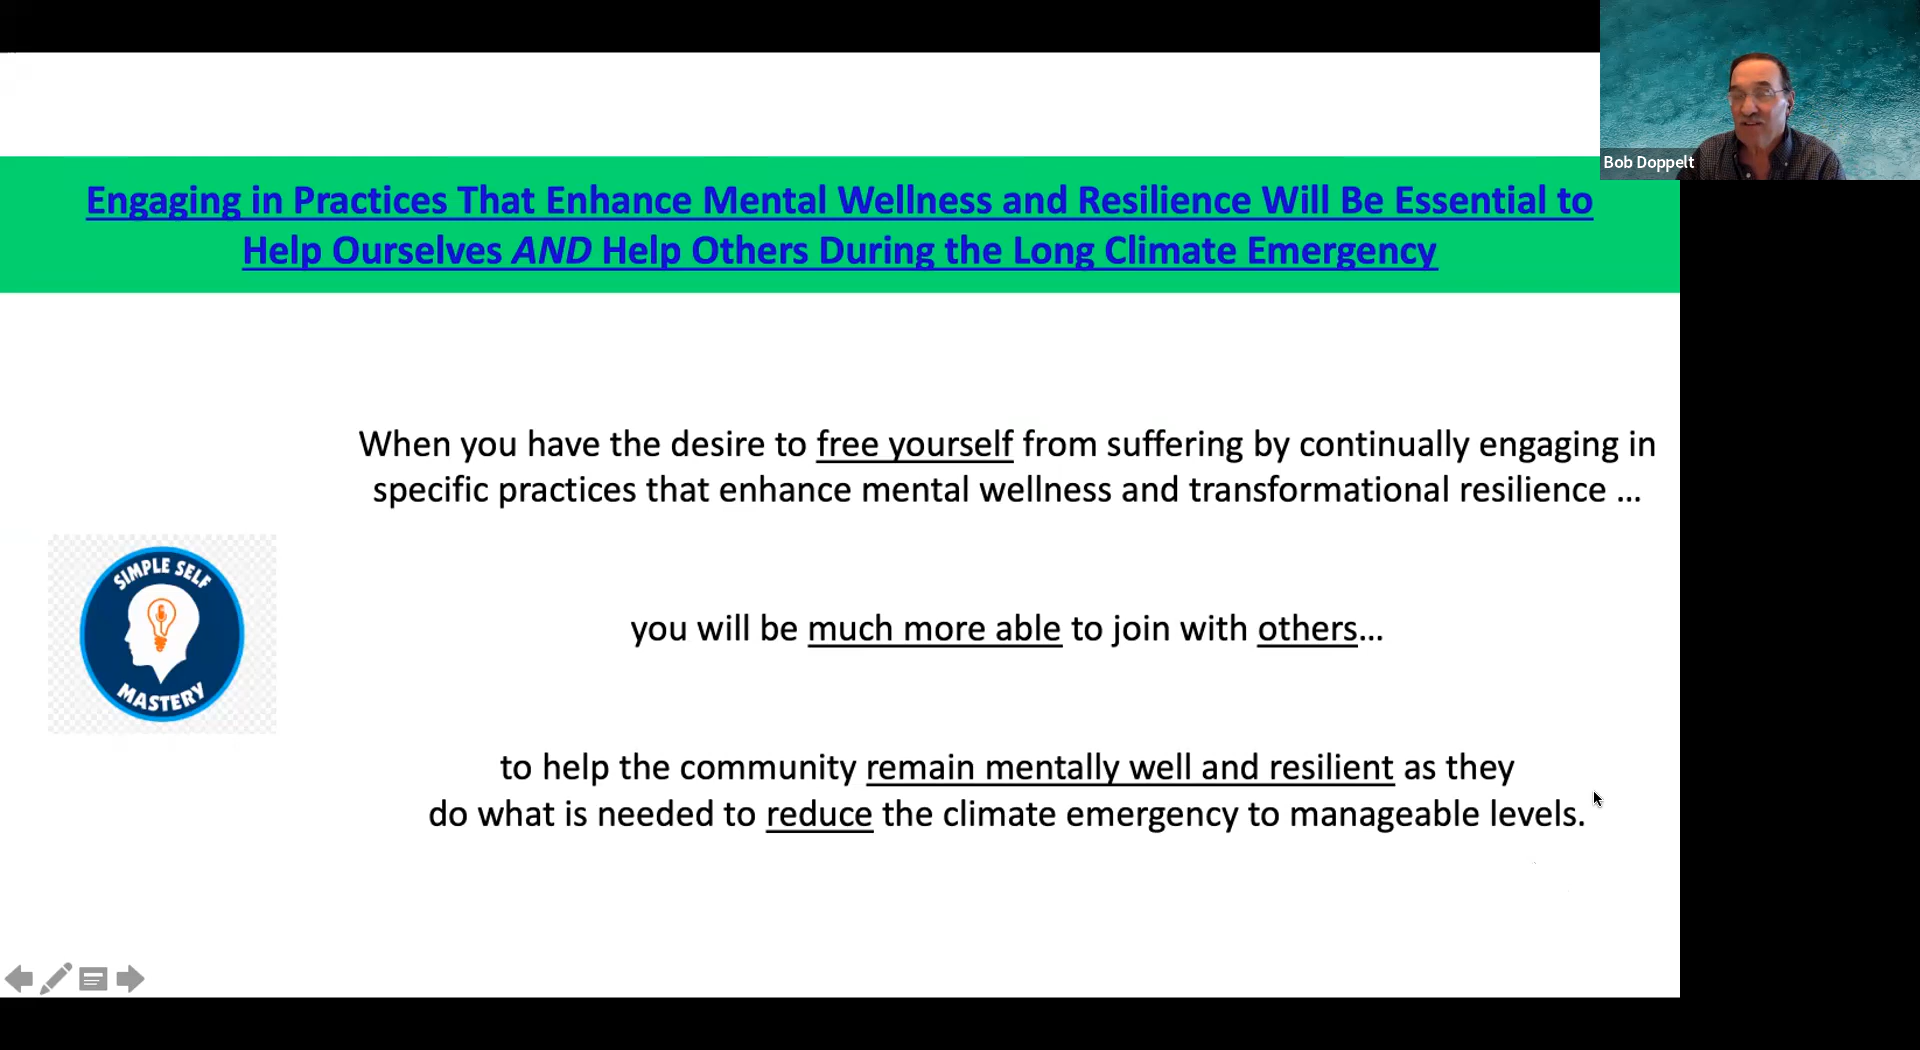 Bob Doppelt
Engaging in Practices That Enhance Mental Wellness and Resilience Will Be Essential to
Help Ourselves AND Help Others During the Long Climate Emergency
When you have the desire to free yourself from suffering by continually engaging in
specific practices that enhance mental wellness and transformational resilience ...
SIMPLE SELF
MASTERY
you will be much more able to join with others...
to help the community remain mentally well and resilient as they
do what is needed to reduce the climate emergency to manageable levels.